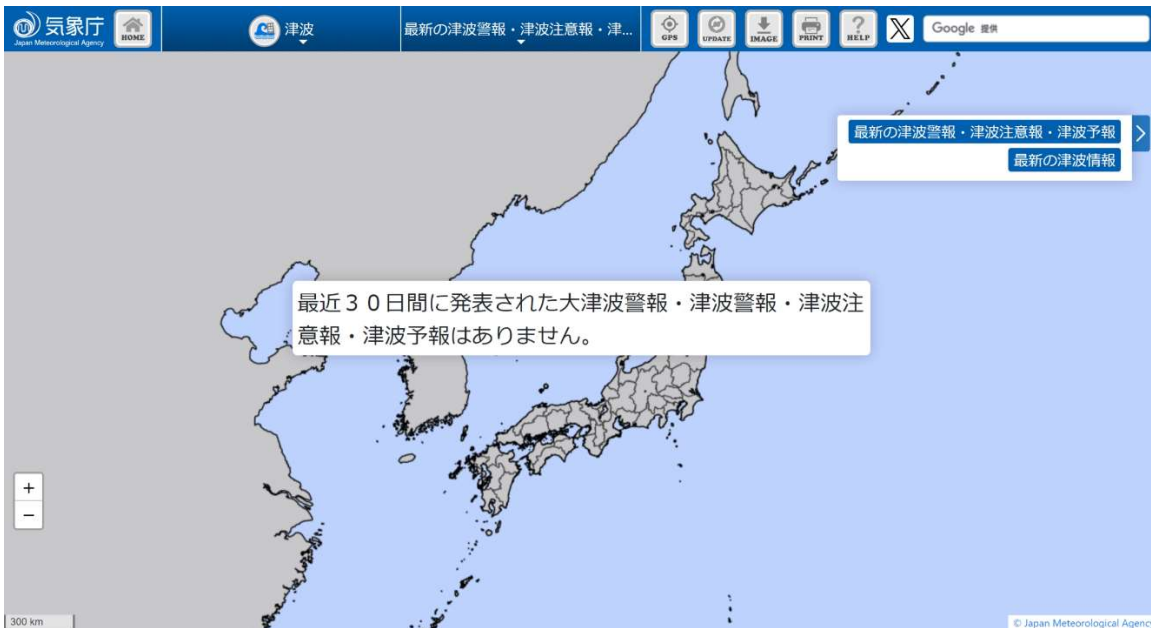 気象庁
Japan Meteorological Agency
HOME
津波
最新の津波警報・津波注意報・津...
GPS
UPDATE
IMAGE
PRINT
HELP
X
Google 提供
最新の津波警報・津波注意報・津波予報
最新の津波情報
最近３０日間に発表された大津波警報・津波警報・津波注
意報・津波予報はありません。
+
−
300 km
© Japan Meteorological Agency